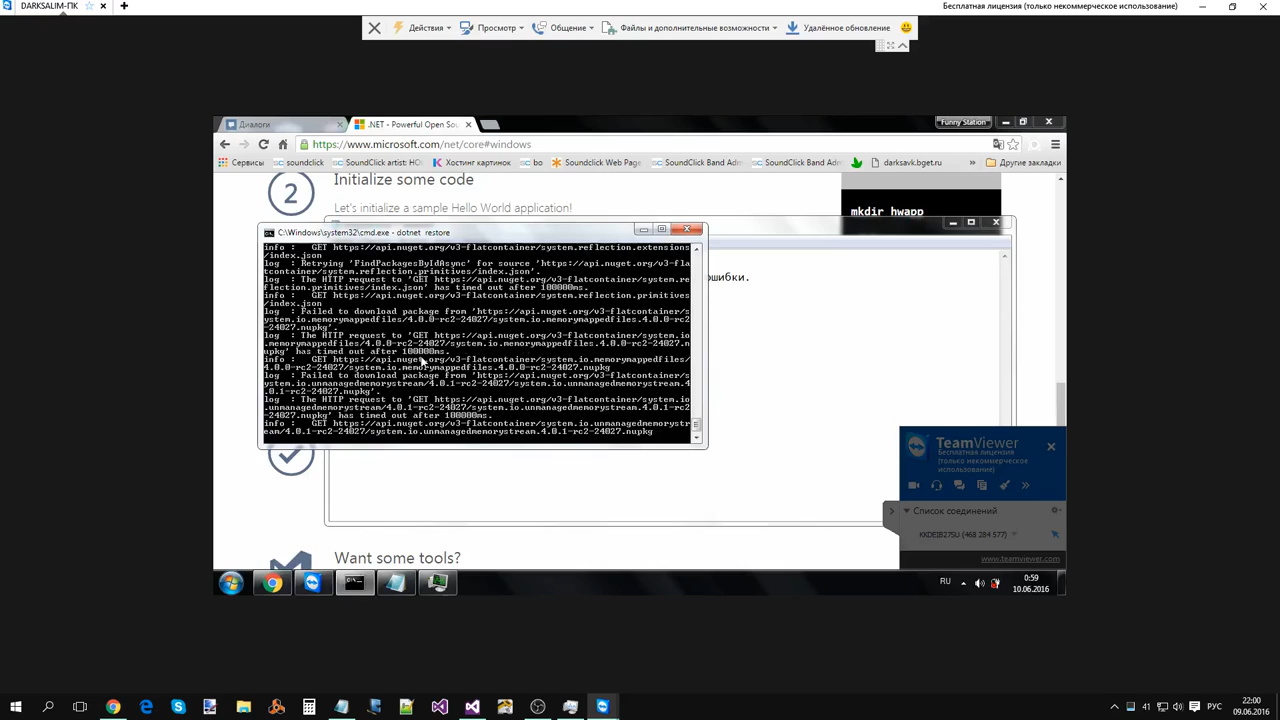 DARKSALIM-ПК
Бесплатная лицензия (только некоммерческое использование)
Действия
Просмотр
Общение
Файлы и дополнительные возможности
Удалённое обновление
Диалоги
.NET - Powerful Open Sou
Funny Station
https://www.microsoft.com/net/core#windows
Сервисы
soundclick
SoundClick artist: HO
Хостинг картинок
bo
Soundclick Web Page
SoundClick Band Adm
SoundClick Band Adm
darksavk.bget.ru
»
Другие закладки
2
Initialize some code
Let's initialize a sample Hello World application!
mkdir hwapp
C:\Windows\system32\cmd.exe - dotnet restore
info :   GET https://api.nuget.org/v3-flatcontainer/system.reflection.extensions
/index.json
log  : Retrying 'FindPackagesByIdAsync' for source 'https://api.nuget.org/v3-fla
tcontainer/system.reflection.primitives/index.json'.
log  : The HTTP request to 'GET https://api.nuget.org/v3-flatcontainer/system.re
flection.primitives/index.json' has timed out after 100000ms.
info :   GET https://api.nuget.org/v3-flatcontainer/system.reflection.primitives
/index.json
log  : Failed to download package from 'https://api.nuget.org/v3-flatcontainer/s
ystem.io.memorymappedfiles/4.0.0-rc2-24027/system.io.memorymappedfiles.4.0.0-rc2
-24027.nupkg'.
log  : The HTTP request to 'GET https://api.nuget.org/v3-flatcontainer/system.io
.memorymappedfiles/4.0.0-rc2-24027/system.io.memorymappedfiles.4.0.0-rc2-24027.n
upkg' has timed out after 100000ms.
info :   GET https://api.nuget.org/v3-flatcontainer/system.io.memorymappedfiles/
4.0.0-rc2-24027/system.io.memorymappedfiles.4.0.0-rc2-24027.nupkg
log  : Failed to download package from 'https://api.nuget.org/v3-flatcontainer/s
ystem.io.unmanagedmemorystream/4.0.1-rc2-24027/system.io.unmanagedmemorystream.4
.0.1-rc2-24027.nupkg'.
log  : The HTTP request to 'GET https://api.nuget.org/v3-flatcontainer/system.io
.unmanagedmemorystream/4.0.1-rc2-24027/system.io.unmanagedmemorystream.4.0.1-rc2
-24027.nupkg' has timed out after 100000ms.
info :   GET https://api.nuget.org/v3-flatcontainer/system.io.unmanagedmemorystr
eam/4.0.1-rc2-24027/system.io.unmanagedmemorystream.4.0.1-rc2-24027.nupkg
ошибки.
TeamViewer
Бесплатная лицензия
(только некоммерческое
использование)
Список соединений
KKDEIB27SU (468 284 577)
www.teamviewer.com
Want some tools?
RU
0:59
10.06.2016
41
РУС
22:00
09.06.2016